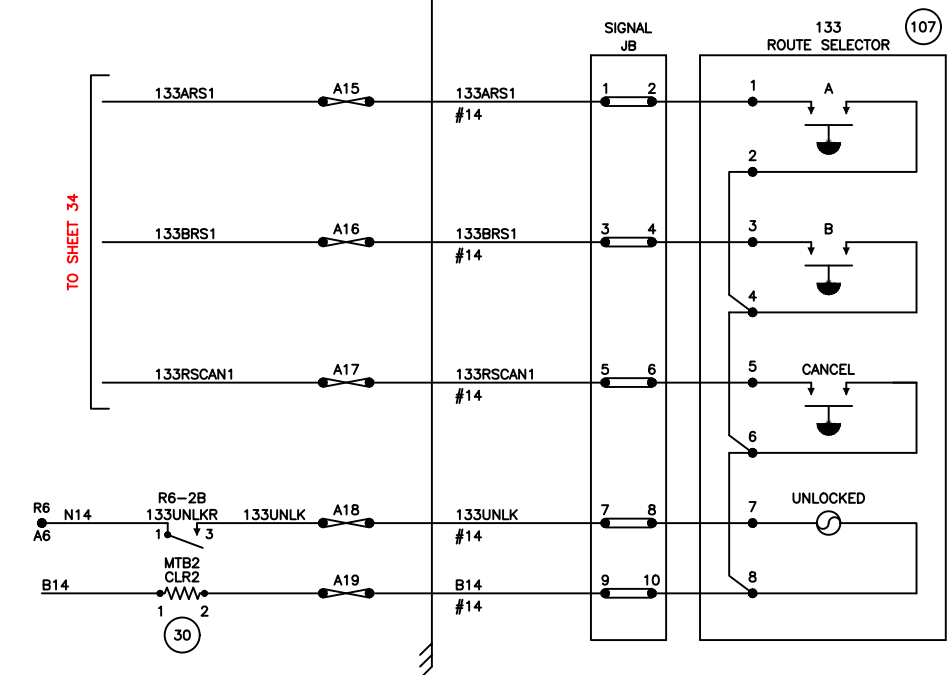 SIGNAL
JB
133
ROUTE SELECTOR
107
133ARS1
A15
133ARS1
#14
1
2
1
A
2
TO SHEET 34
133BRS1
A16
133BRS1
#14
3
4
3
B
4
133RSCAN1
A17
133RSCAN1
#14
5
6
5
CANCEL
6
R6
A6
N14
R6-2B
133UNLKR
1
3
133UNLK
A18
133UNLK
#14
7
8
7
UNLOCKED
B14
MTB2
CLR2
1
2
30
A19
B14
#14
9
10
8